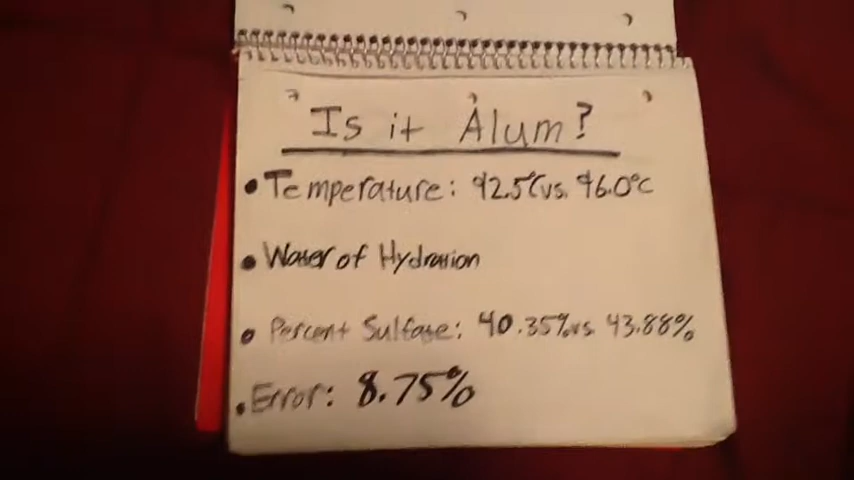 Is it Alum?
• Temperature: 92.5°C vs. 96.0°C
• Water of Hydration
• Percent Sulfate: 40.35% vs. 43.88%
• Error: 8.75%